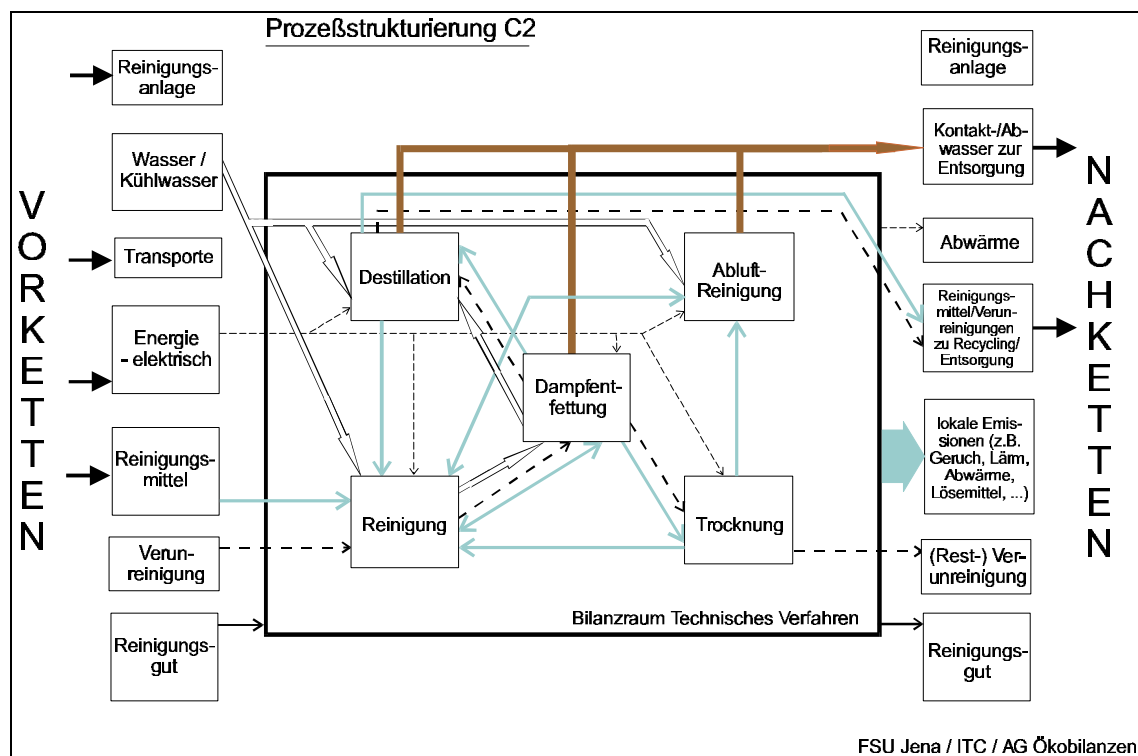 Prozeßstrukturierung C2
VORKETTEN
Reinigungs-
anlage
Wasser /
Kühlwasser
Transporte
Energie
- elektrisch
Reinigungs-
mittel
Verun-
reinigung
Reinigungs-
gut
Destillation
Abluft-
Reinigung
Dampfent-
fettung
Reinigung
Trocknung
Bilanzraum Technisches Verfahren
Reinigungs-
anlage
Kontakt-/Ab-
wasser zur
Entsorgung
Abwärme
Reinigungs-
mittel/Verun-
reinigungen
zu Recycling/
Entsorgung
lokale Emis-
sionen (z.B.
Geruch, Lärm,
Abwärme,
Lösemittel, ...)
(Rest-) Ver-
unreinigung
Reinigungs-
gut
NACHKETTEN
FSU Jena / ITC / AG Ökobilanzen